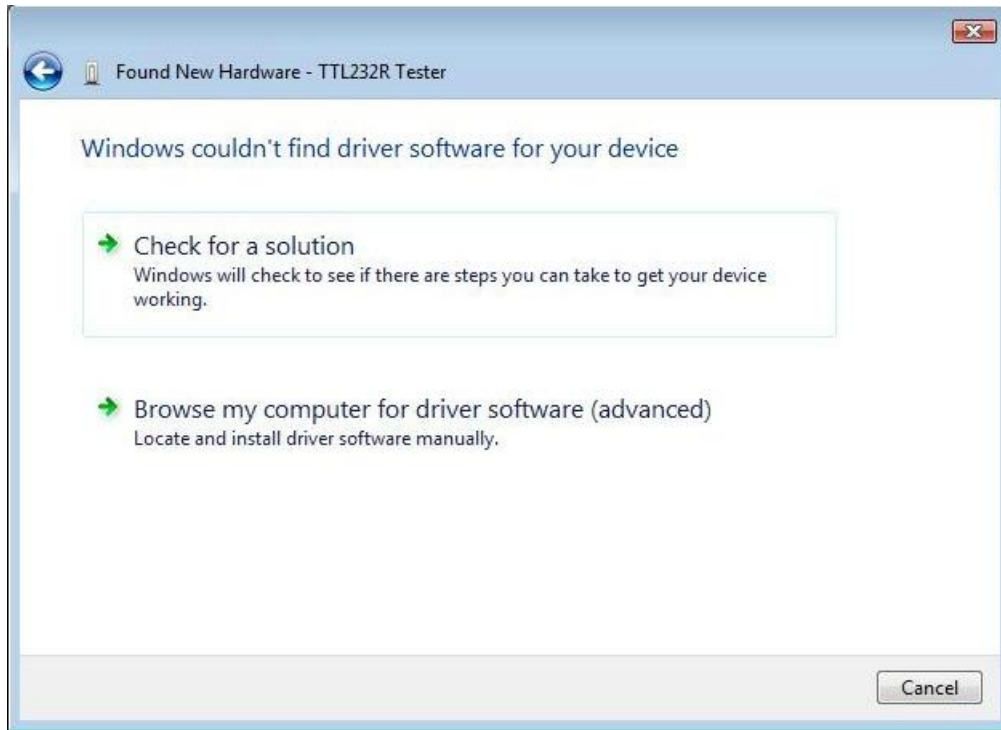 Found New Hardware - TTL232R Tester
Windows couldn't find driver software for your device
Check for a solution
Windows will check to see if there are steps you can take to get your device
working.
Browse my computer for driver software (advanced)
Locate and install driver software manually.
Cancel